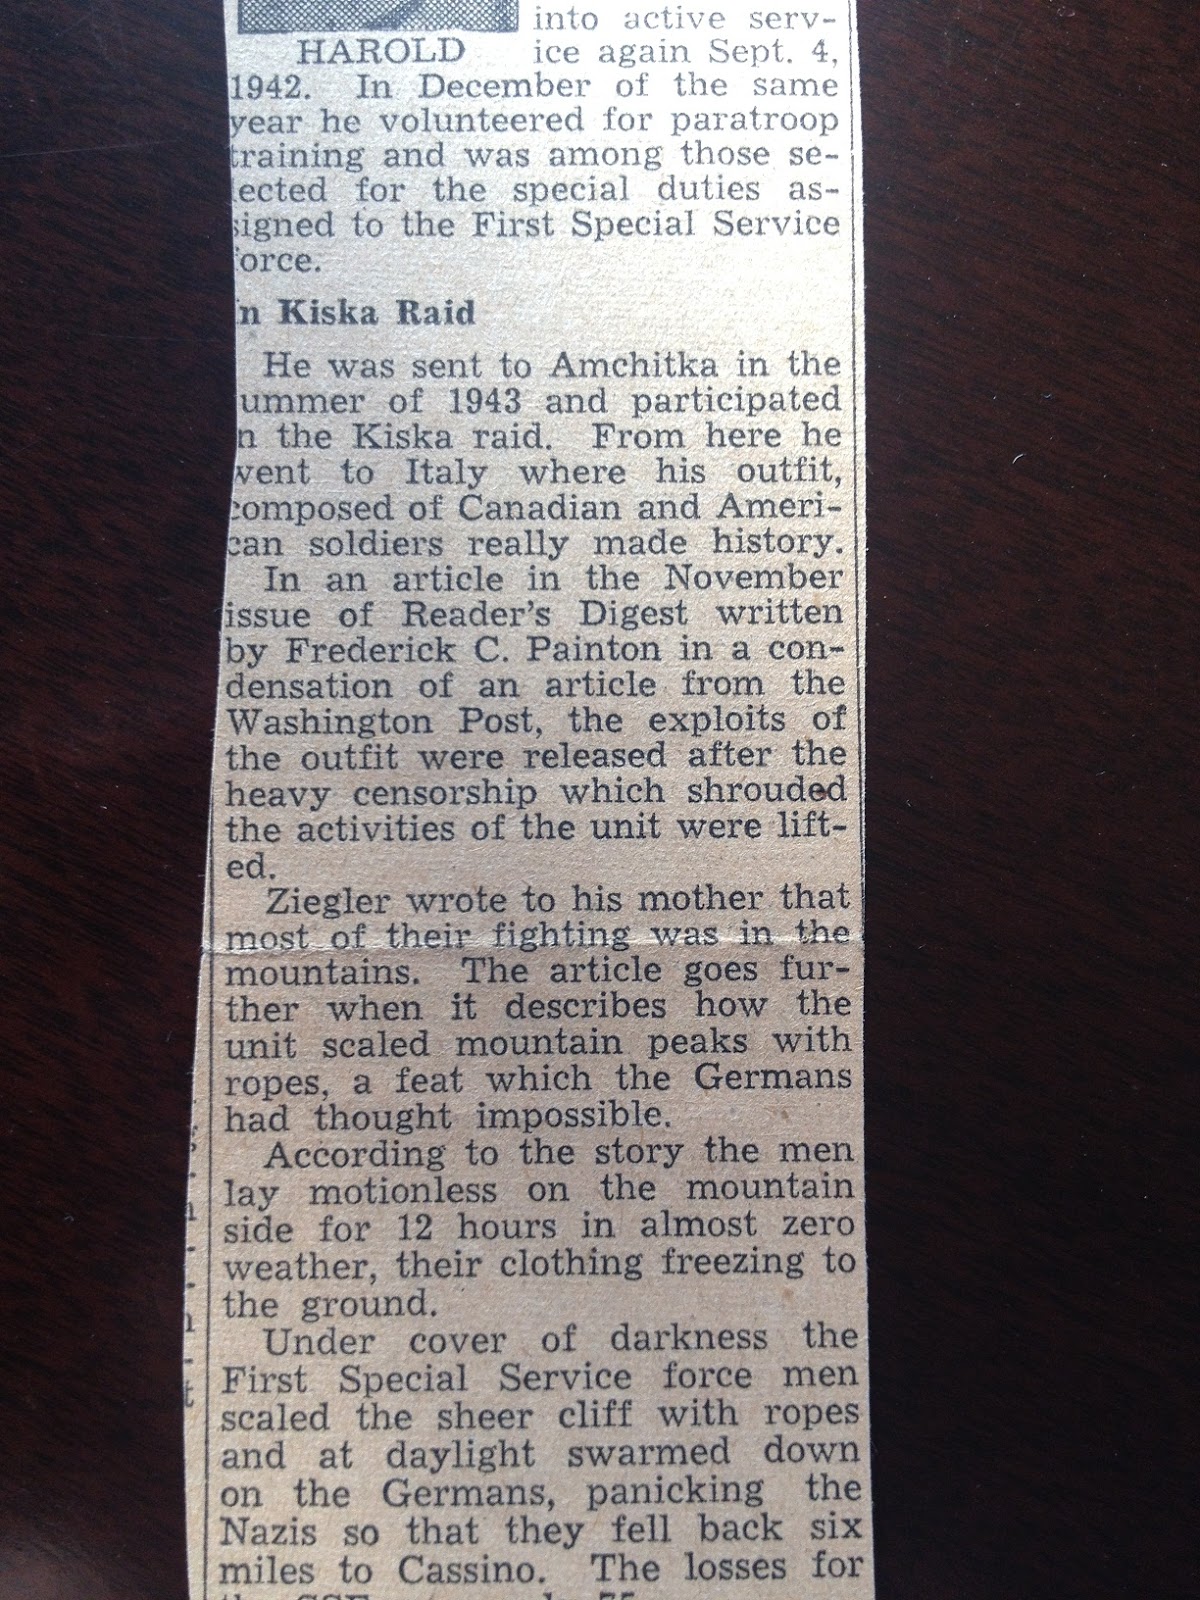 into active serv-
HAROLD ice again Sept. 4,
1942. In December of the same
year he volunteered for paratroop
training and was among those se-
lected for the special duties as-
signed to the First Special Service
force.
In Kiska Raid
He was sent to Amchitka in the
summer of 1943 and participated
in the Kiska raid. From here he
went to Italy where his outfit,
composed of Canadian and Ameri-
can soldiers really made history.
In an article in the November
issue of Reader's Digest written
by Frederick C. Painton in a con-
densation of an article from the
Washington Post, the exploits of
the outfit were released after the
heavy censorship which shrouded
the activities of the unit were lift-
ed.
Ziegler wrote to his mother that
most of their fighting was in the
mountains. The article goes fur-
ther when it describes how the
unit scaled mountain peaks with
ropes, a feat which the Germans
had thought impossible.
According to the story the men
lay motionless on the mountain
side for 12 hours in almost zero
weather, their clothing freezing to
the ground.
Under cover of darkness the
First Special Service force men
scaled the sheer cliff with ropes
and at daylight swarmed down
on the Germans, panicking the
Nazis so that they fell back six
miles to Cassino. The losses for